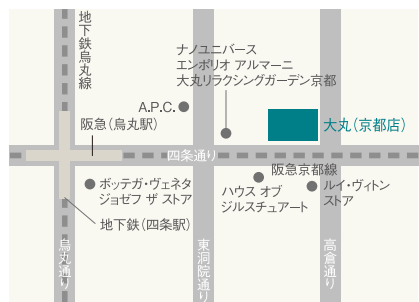 地下鉄烏丸線
ナノユニバース
エンポリオ アルマーニ
大丸リラクシングガーデン京都
A.P.C.
阪急(烏丸駅)
大丸(京都店)
四条通り
阪急京都線
ボッテガ・ヴェネタ
ジョゼフ ザ ストア
ハウス オブ
ジルスチュアート
ルイ・ヴィトン
ストア
地下鉄(四条駅)
烏丸通り
東洞院通り
高倉通り